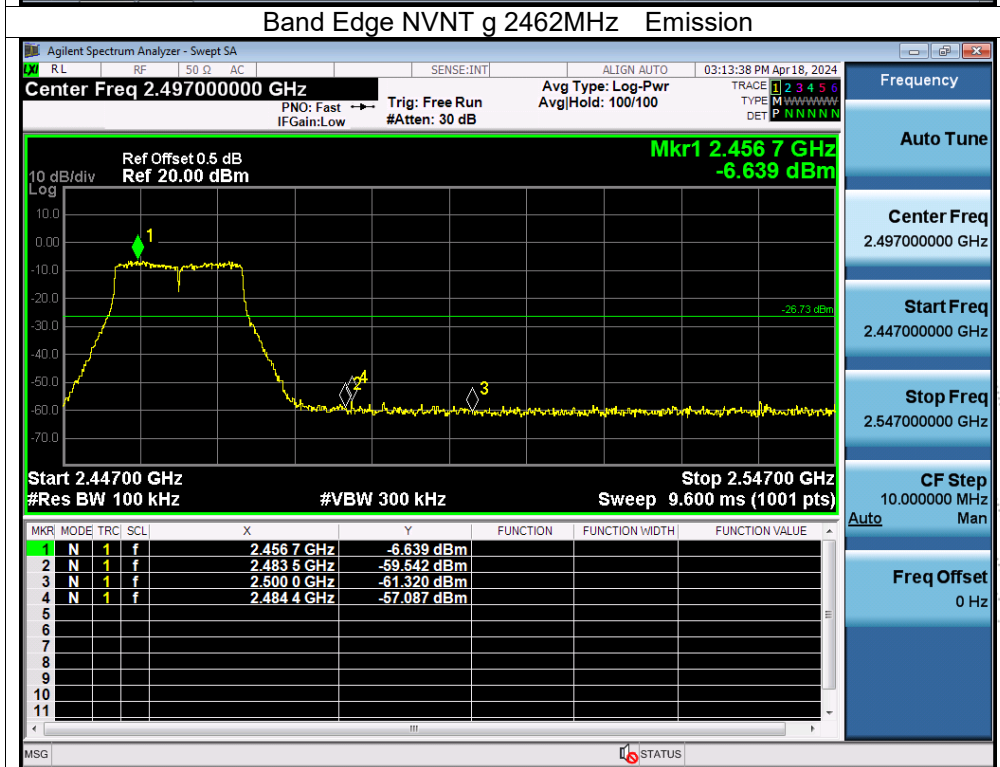 Band Edge NVNT g 2462MHz Emission
Agilent Spectrum Analyzer - Swept SA
LXI RL RF 50 Ω AC SENSE:INT ALIGN AUTO 03:13:38 PM Apr 18, 2024
Center Freq 2.497000000 GHz
PNO: Fast
IFGain:Low
Trig: Free Run
#Atten: 30 dB
Avg Type: Log-Pwr
Avg|Hold: 100/100
TRACE 1 2 3 4 5 6
TYPE M WWWWW
DET P N N N N N
Ref Offset 0.5 dB
10 dB/div Ref 20.00 dBm
Log
Mkr1 2.456 7 GHz
-6.639 dBm
10.0
0.00
-10.0
-20.0
-30.0
-40.0
-50.0
-60.0
-70.0
1
2 4
3
-26.73 dBm
Start 2.44700 GHz Stop 2.54700 GHz
#Res BW 100 kHz #VBW 300 kHz Sweep 9.600 ms (1001 pts)
MKR MODE TRC SCL X Y FUNCTION FUNCTION WIDTH FUNCTION VALUE
1 N 1 f 2.456 7 GHz -6.639 dBm
2 N 1 f 2.483 5 GHz -59.542 dBm
3 N 1 f 2.500 0 GHz -61.320 dBm
4 N 1 f 2.484 4 GHz -57.087 dBm
5
6
7
8
9
10
11
MSG STATUS
Frequency
Auto Tune
Center Freq
2.497000000 GHz
Start Freq
2.447000000 GHz
Stop Freq
2.547000000 GHz
CF Step
10.000000 MHz
Auto Man
Freq Offset
0 Hz